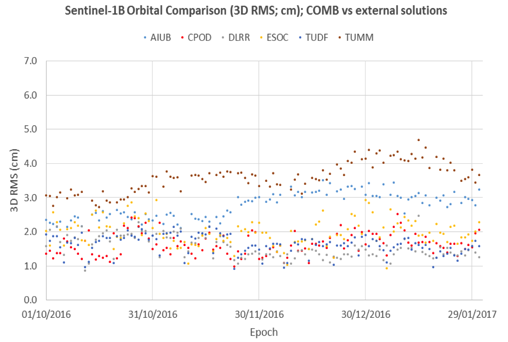 Sentinel-1B Orbital Comparison (3D RMS; cm); COMB vs external solutions
AIUB CPOD DLRR ESOC TUDF TUMM
7.0
6.0
5.0
4.0
3.0
2.0
1.0
0.0
3D RMS (cm)
01/10/2016 31/10/2016 30/11/2016 30/12/2016 29/01/2017
Epoch